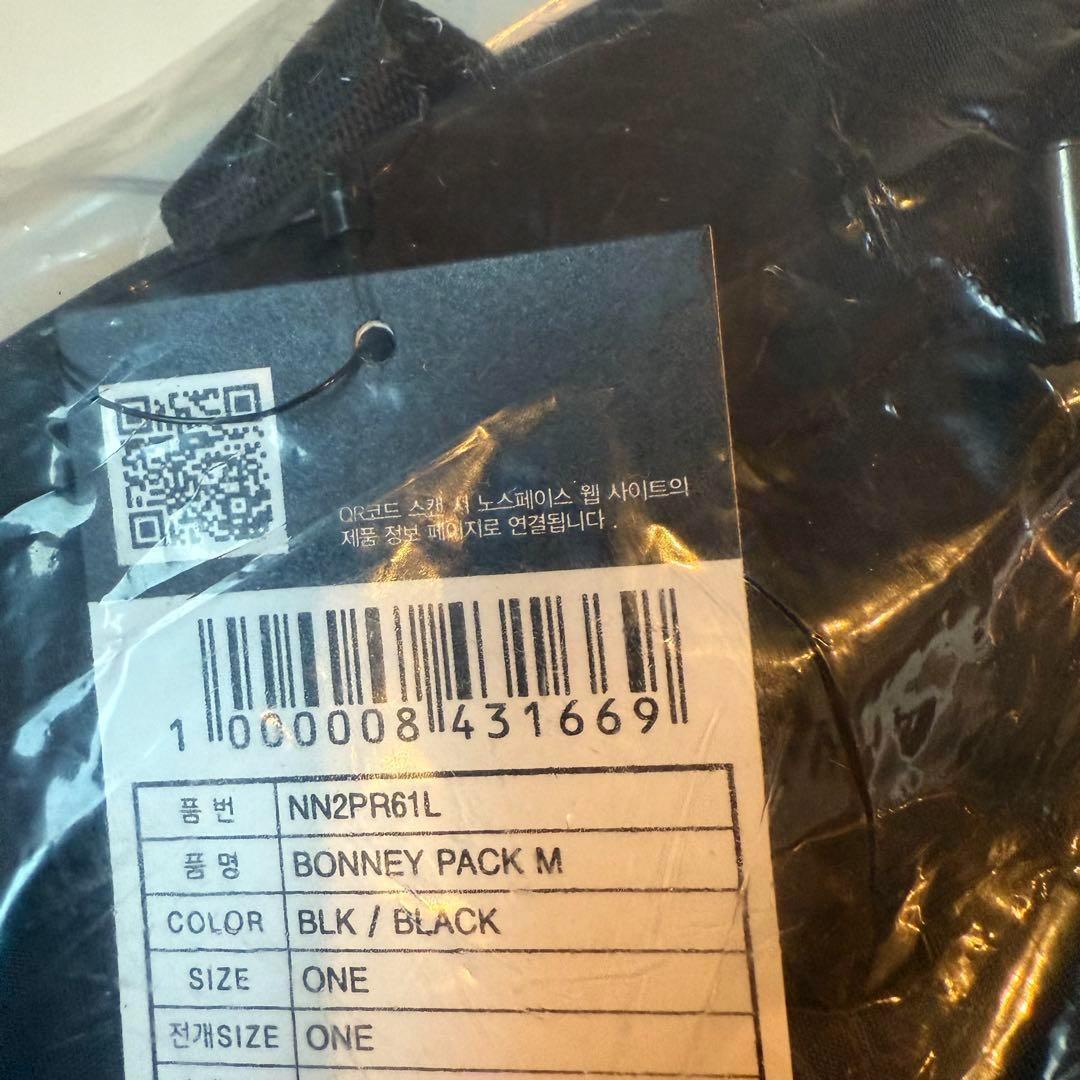 QR코드 스캔 시 노스페이스 웹 사이트의
제품 정보 페이지로 연결됩니다.
1 000008 431669
품 번 NN2PR61L
품 명 BONNEY PACK M
COLOR BLK / BLACK
SIZE ONE
전개SIZE ONE